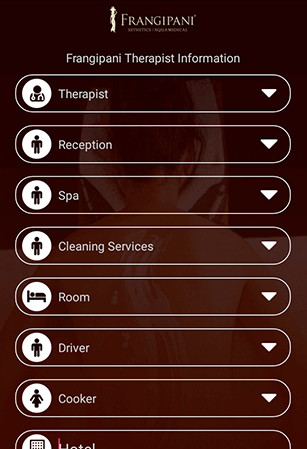 FRANGIPANI
ESTHETICS / AQUA MEDICAL
Frangipani Therapist Information
Therapist
Reception
Spa
Cleaning Services
Room
Driver
Cooker
Hotel